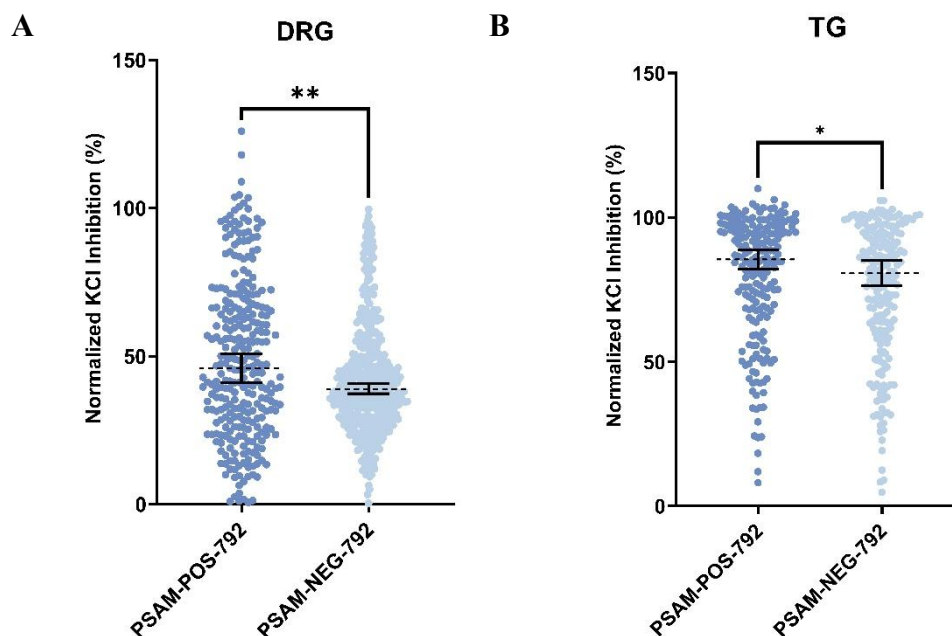 A
DRG
Normalized KCl Inhibition (%)
150
**
100
50
0
PSAM-POS-792
PSAM-NEG-792
B
TG
Normalized KCl Inhibition (%)
150
*
100
50
0
PSAM-POS-792
PSAM-NEG-792